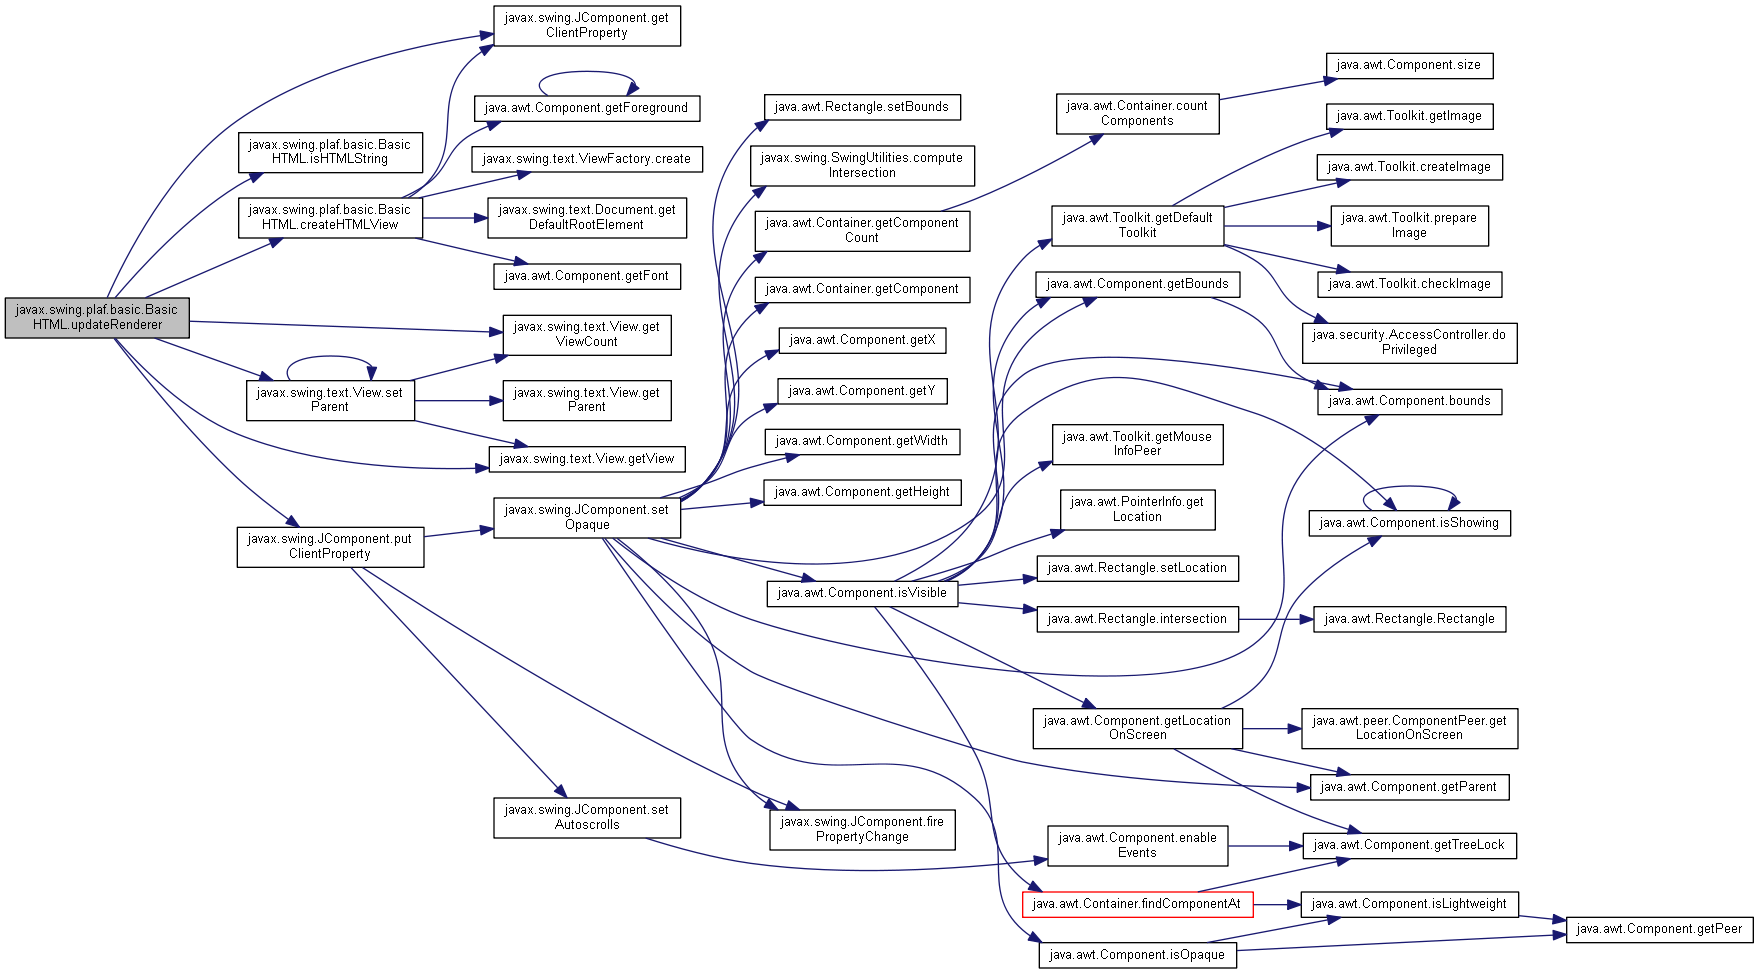 javax.swing.plaf.basic.Basic
HTML.updateRenderer
javax.swing.plaf.basic.Basic
HTML.isHTMLString
javax.swing.plaf.basic.Basic
HTML.createHTMLView
javax.swing.text.View.set
Parent
javax.swing.JComponent.put
ClientProperty
javax.swing.JComponent.get
ClientProperty
java.awt.Component.getForeground
javax.swing.text.ViewFactory.create
javax.swing.text.Document.get
DefaultRootElement
java.awt.Component.getFont
javax.swing.text.View.get
ViewCount
javax.swing.text.View.get
Parent
javax.swing.text.View.getView
javax.swing.JComponent.set
Opaque
javax.swing.JComponent.set
Autoscrolls
java.awt.Rectangle.setBounds
javax.swing.SwingUtilities.compute
Intersection
java.awt.Container.getComponent
Count
java.awt.Container.getComponent
java.awt.Component.getX
java.awt.Component.getY
java.awt.Component.getWidth
java.awt.Component.getHeight
java.awt.Component.isVisible
javax.swing.JComponent.fire
PropertyChange
java.awt.Container.count
Components
java.awt.Toolkit.getDefault
Toolkit
java.awt.Component.getBounds
java.awt.Toolkit.getMouse
InfoPeer
java.awt.PointerInfo.get
Location
java.awt.Rectangle.setLocation
java.awt.Rectangle.intersection
java.awt.Component.getLocation
OnScreen
java.awt.Component.enable
Events
java.awt.Container.findComponentAt
java.awt.Component.isOpaque
java.awt.Component.size
java.awt.Toolkit.getImage
java.awt.Toolkit.createImage
java.awt.Toolkit.prepare
Image
java.awt.Toolkit.checkImage
java.security.AccessController.do
Privileged
java.awt.Component.bounds
java.awt.Component.isShowing
java.awt.Rectangle.Rectangle
java.awt.peer.ComponentPeer.get
LocationOnScreen
java.awt.Component.getParent
java.awt.Component.getTreeLock
java.awt.Component.isLightweight
java.awt.Component.getPeer